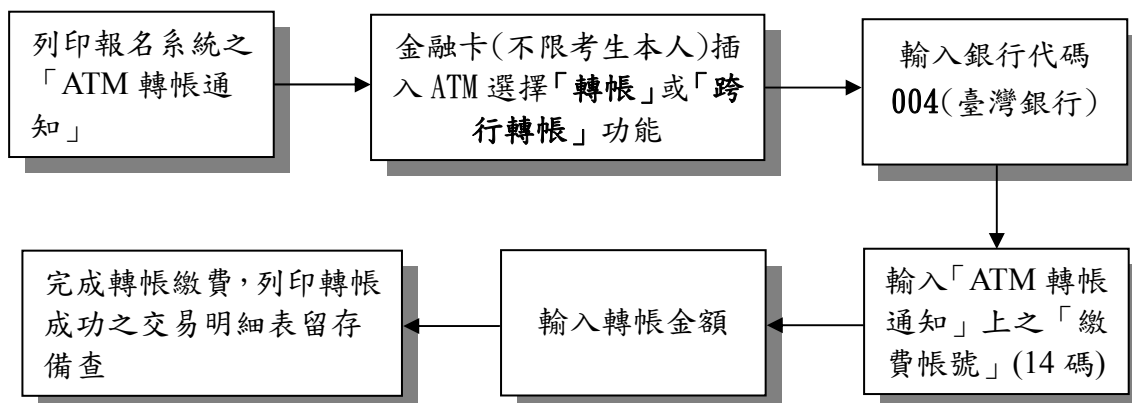 列印報名系統之
「ATM 轉帳通
知」
金融卡(不限考生本人)插
入 ATM 選擇「轉帳」或「跨
行轉帳」功能
輸入銀行代碼
004(臺灣銀行)
輸入「ATM 轉帳
通知」上之「繳
費帳號」(14 碼)
輸入轉帳金額
完成轉帳繳費,列印轉帳
成功之交易明細表留存
備查